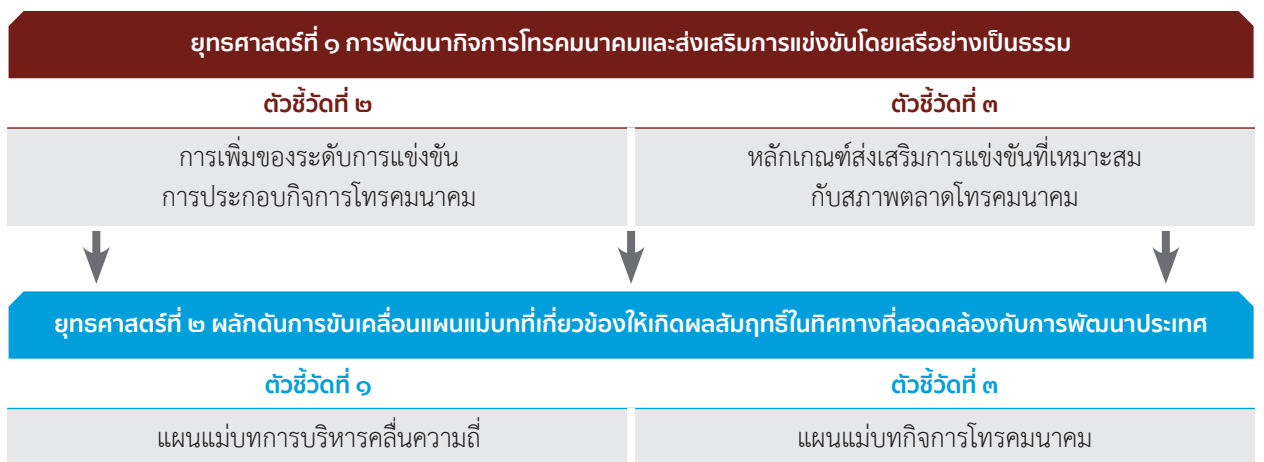 ยุทธศาสตร์ที่ ๑ การพัฒนากิจการโทรคมนาคมและส่งเสริมการแข่งขันโดยเสรีอย่างเป็นธรรม
ตัวชี้วัดที่ ๒
ตัวชี้วัดที่ ๓
การเพิ่มของระดับการแข่งขัน
การประกอบกิจการโทรคมนาคม
หลักเกณฑ์ส่งเสริมการแข่งขันที่เหมาะสม
กับสภาพตลาดโทรคมนาคม
ยุทธศาสตร์ที่ ๒ ผลักดันการขับเคลื่อนแผนแม่บทที่เกี่ยวข้องให้เกิดผลสัมฤทธิ์ในทิศทางที่สอดคล้องกับการพัฒนาประเทศ
ตัวชี้วัดที่ ๑
ตัวชี้วัดที่ ๓
แผนแม่บทการบริหารคลื่นความถี่
แผนแม่บทกิจการโทรคมนาคม